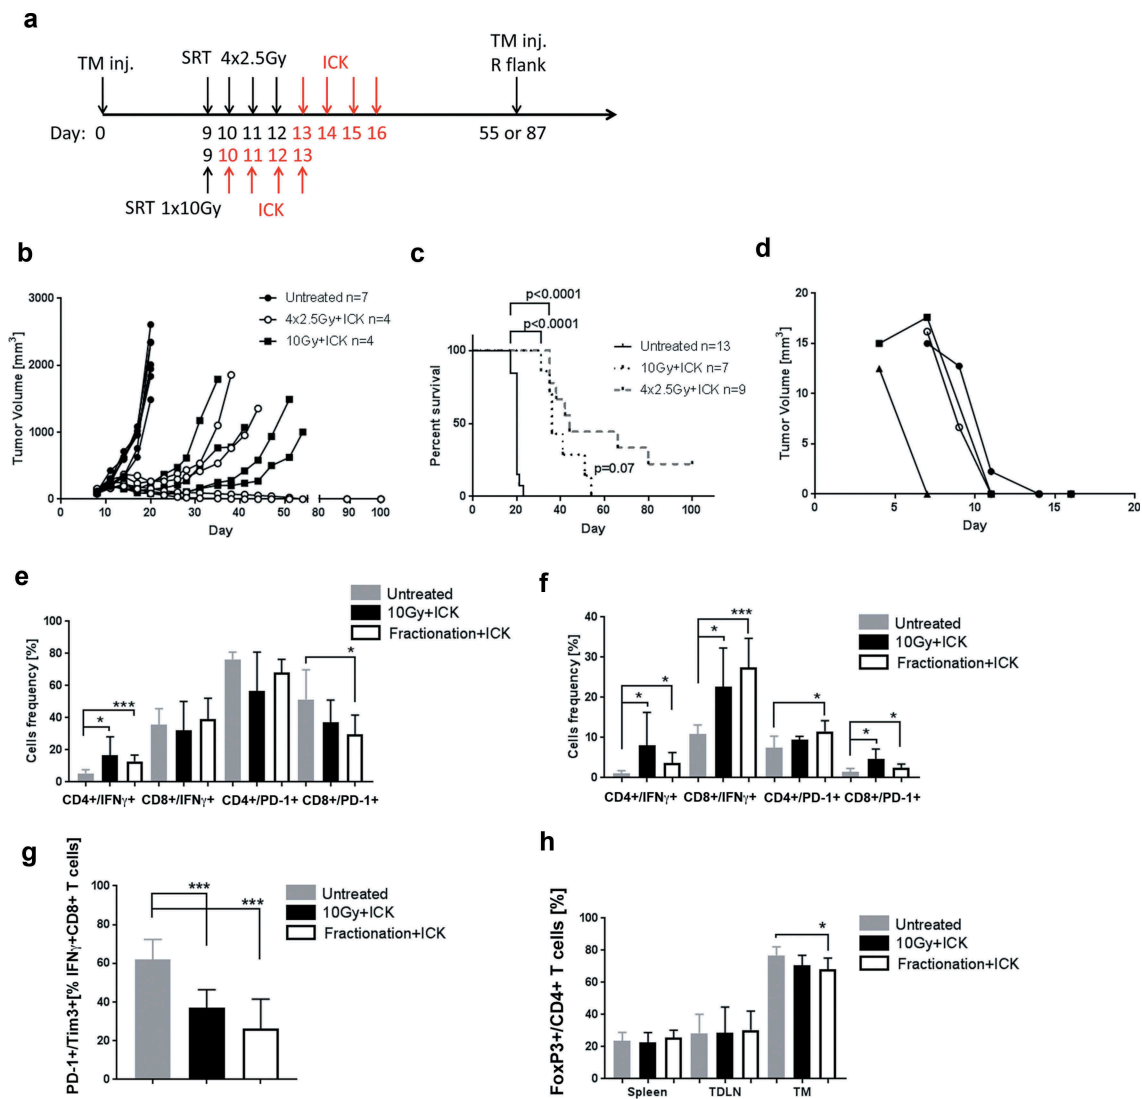 a
TM inj.
SRT 4x2.5Gy
ICK
TM inj.
R flank
Day: 0
9 10 11 12 13 14 15 16
55 or 87
9 10 11 12 13
SRT 1x10Gy
ICK
b
3000
2000
1000
0
Tumor Volume [mm³]
0 10 20 30 40 50 80 90 100
Day
Untreated n=7
4x2.5Gy+ICK n=4
10Gy+ICK n=4
c
p<0.0001
p<0.0001
100
50
0
Percent survival
0 20 40 60 80 100
Day
Untreated n=13
10Gy+ICK n=7
4x2.5Gy+ICK n=9
p=0.07
d
20
15
10
5
0
Tumor Volume [mm³]
0 5 10 15 20
Day
e
Untreated
10Gy+ICK
Fractionation+ICK
100
80
60
40
20
0
Cells frequency [%]
* *** *
CD4+/IFNγ+ CD8+/IFNγ+ CD4+/PD-1+ CD8+/PD-1+
f
Untreated
10Gy+ICK
Fractionation+ICK
40
30
20
10
0
Cells frequency [%]
* * * *** * * *
CD4+/IFNγ+ CD8+/IFNγ+ CD4+/PD-1+ CD8+/PD-1+
g
PD-1+/Tim3+[% IFNγ+CD8+ T cells]
100
80
60
40
20
0
***
***
Untreated
10Gy+ICK
Fractionation+ICK
h
FoxP3+/CD4+ T cells [%]
100
80
60
40
20
0
*
Untreated
10Gy+ICK
Fractionation+ICK
Spleen TDLN TM